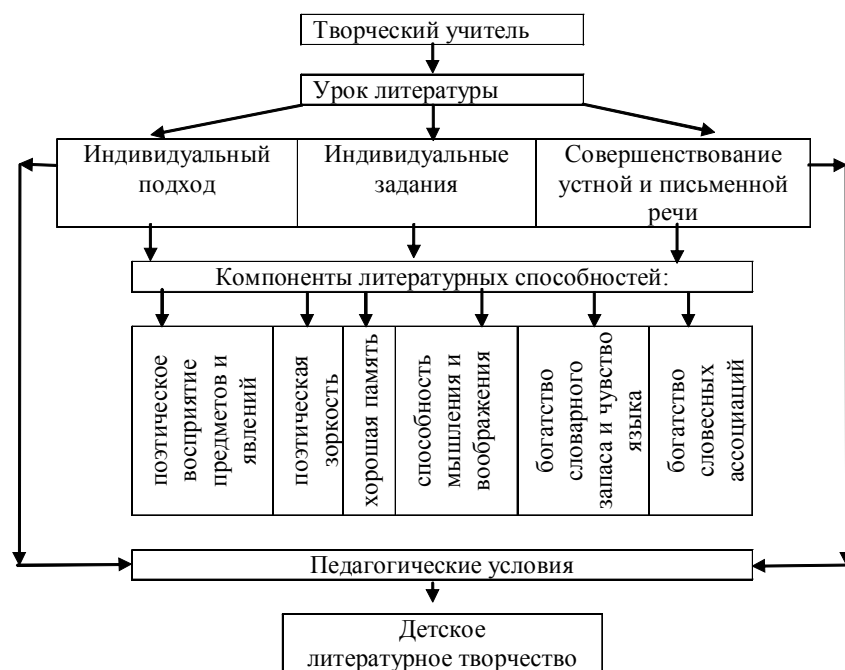 Творческий учитель
Урок литературы
Индивидуальный
подход
Индивидуальные
задания
Совершенствование
устной и письменной
речи
Компоненты литературных способностей:
поэтическое
восприятие
предметов и
явлений
поэтическая
зоркость
хорошая память
способность
мышления и
воображения
богатство
словарного
запаса и чувство
языка
богатство
словесных
ассоциаций
Педагогические условия
Детское
литературное творчество